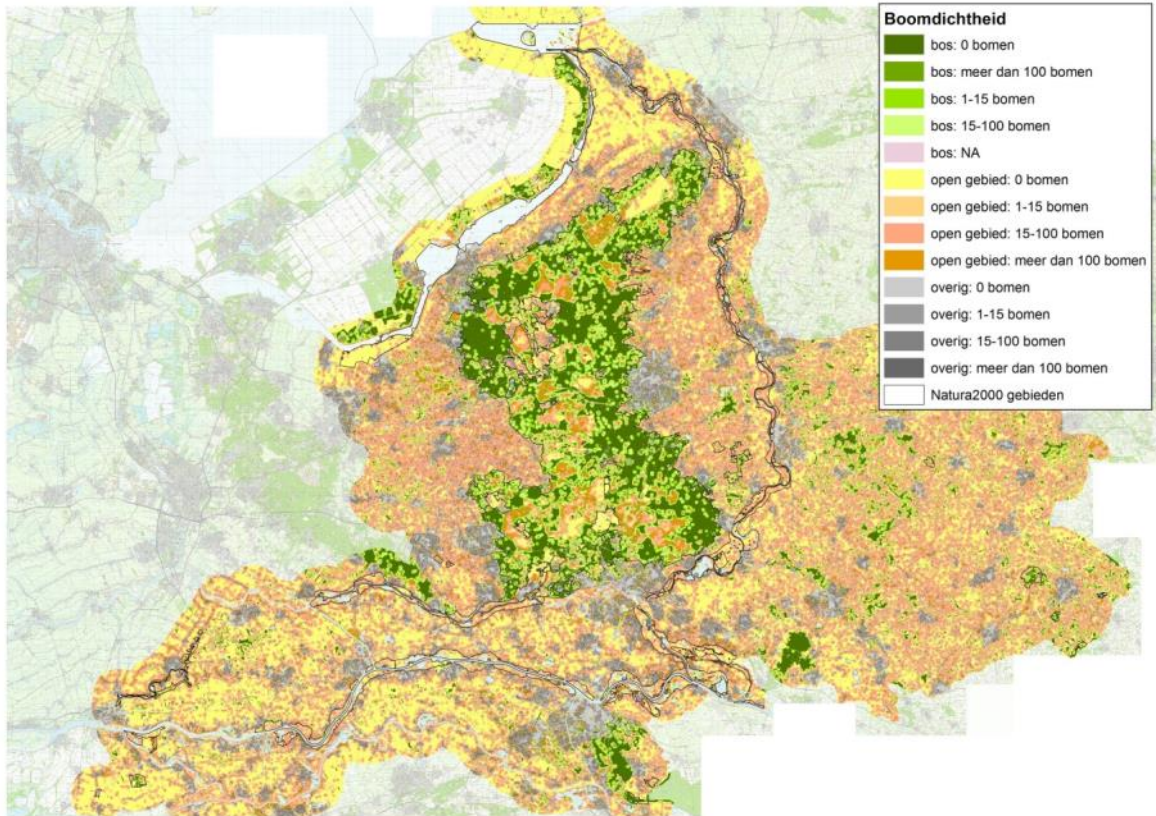 Boomdichtheid
bos: 0 bomen
bos: meer dan 100 bomen
bos: 1-15 bomen
bos: 15-100 bomen
bos: NA
open gebied: 0 bomen
open gebied: 1-15 bomen
open gebied: 15-100 bomen
open gebied: meer dan 100 bomen
overig: 0 bomen
overig: 1-15 bomen
overig: 15-100 bomen
overig: meer dan 100 bomen
Natura2000 gebieden